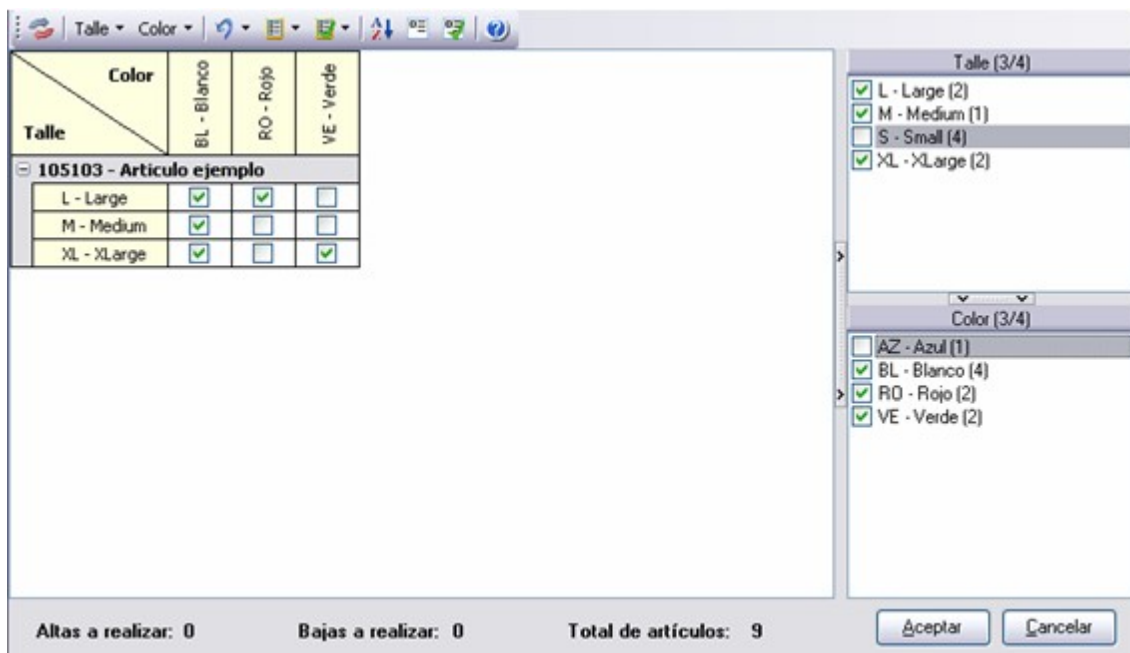 Talle Color
Color
Talle
BL - Blanco
RO - Rojo
VE - Verde
105103 - Articulo ejemplo
L - Large
M - Medium
XL - XLarge
Talle (3/4)
L - Large (2)
M - Medium (1)
S - Small (4)
XL - XLarge (2)
Color (3/4)
AZ - Azul (1)
BL - Blanco (4)
RO - Rojo (2)
VE - Verde (2)
Altas a realizar: 0 Bajas a realizar: 0 Total de artículos: 9 Aceptar Cancelar